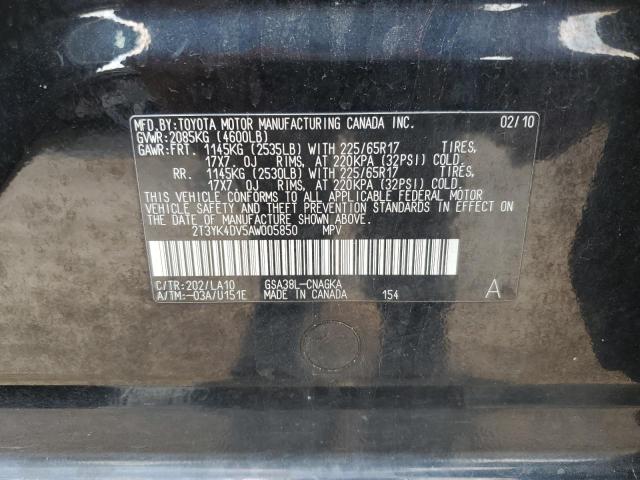 MFD.BY:TOYOTA MOTOR MANUFACTURING CANADA INC. 02/10
GVWR:2085KG (4600LB)
GAWR:FRT. 1145KG (2535LB) WITH 225/65R17 TIRES,
17X7.0J RIMS, AT 220KPA (32PSI) COLD.
RR. 1145KG (2530LB) WITH 225/65R17 TIRES,
17X7.0J RIMS, AT 220KPA (32PSI) COLD.
THIS VEHICLE CONFORMS TO ALL APPLICABLE FEDERAL MOTOR
VEHICLE SAFETY AND THEFT PREVENTION STANDARDS IN EFFECT
ON THE DATE OF MANUFACTURE SHOWN ABOVE.
2T3YK4DV5AW005850 MPV
C/TR:202/LA10 GSA38L-CNAGKA
A/TM:-03A/U151E MADE IN CANADA 154 A